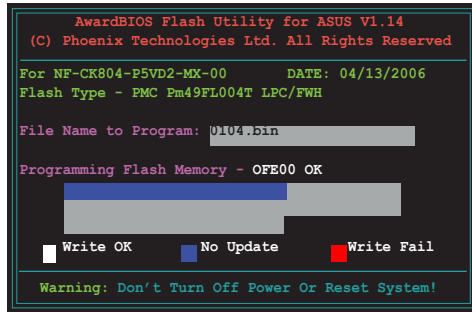 AwardBIOS Flash Utility for ASUS V1.14
(C) Phoenix Technologies Ltd. All Rights Reserved
For NF-CK804-P5VD2-MX-00 DATE: 04/13/2006
Flash Type - PMC Pm49FL004T LPC/FWH
File Name to Program: 0104.bin
Programming Flash Memory - OFE00 OK
Write OK No Update Write Fail
Warning: Don't Turn Off Power Or Reset System!